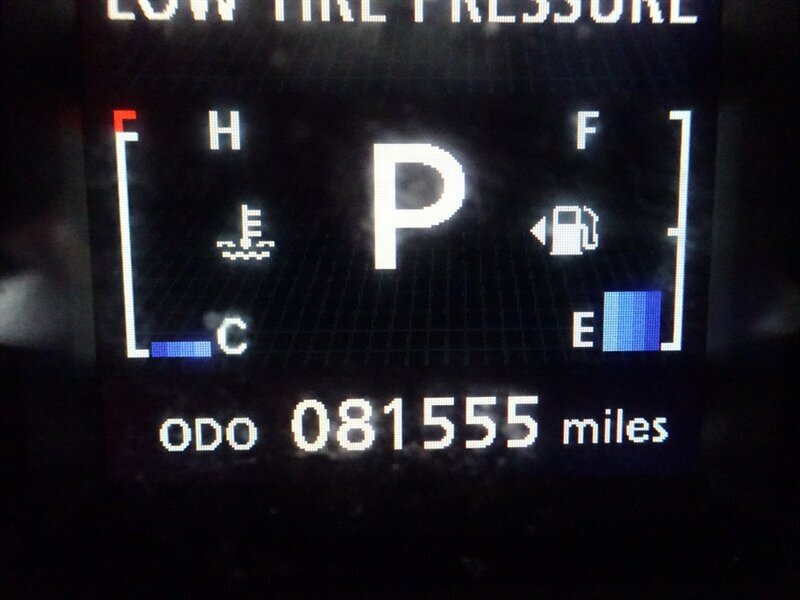 LOW TIRE PRESSURE
H F
P
C E
ODO 081555 miles